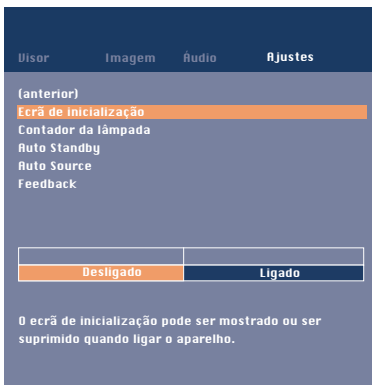 Visor Imagem Áudio Ajustes
(anterior)
Ecrã de inicialização
Contador da lâmpada
Auto Standby
Auto Source
Feedback
Desligado Ligado
O ecrã de inicialização pode ser mostrado ou ser
suprimido quando ligar o aparelho.